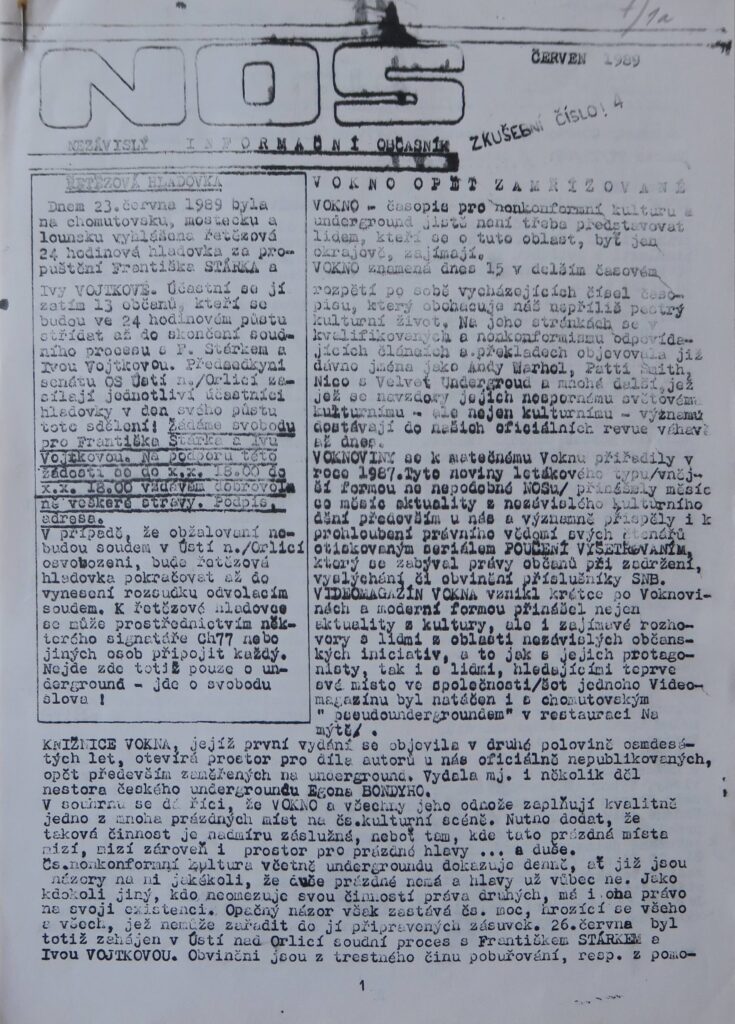 7/1a
NOS
ČERVEN 1989
ZKUŠEBNÍ ČÍSLO! 4
NEZÁVISLÝ INFORMAČNÍ OBČASNÍK
ŘETĚZOVÁ HLADOVKA
Dnem 23.června 1989 byla
na chomutovsku, mostecku a
lounsku vyhlášena řetězová
24 hodinová hladovka za pro-
puštění Františka STÁRKA a
Ivy VOJTKOVÉ. Účastní se jí
zatím 13 občanů, kteří se
budou ve 24 hodinovém půstu
střídat až do skončení soud-
ního procesu s F. Stárkem a
Ivou Vojtkovou. Předsedkyni
senátu OS Ústí n./Orlicí za-
sílají jednotliví účastníci
hladovky v den svého půstu
toto sdělení! Žádáme svobodu
pro Františka Stárka a Ivu
Vojtkovou. Na podporu této
žádosti se do x.x. 18.00 do
x.x. 18.00 vzdávám dobrovol
ně veškeré stravy. Podpis,
adresa.
V případě, že obžalovaní ne-
budou soudem v Ústí n./Orlicí
osvobozeni, bude řetězová
hladovka pokračovat až do
vynesení rozsudku odvolacím
soudem. K řetězové hladovce
se může prostřednictvím něk-
terého signatáře Ch77 nebo
jiných osob připojit každý.
Nejde zde totiž pouze o un-
derground - jde o svobodu
slova !
VOKNO OPĚT ZAMŘÍŽOVANÉ
VOKNO - časopis pro nonkonformní kulturu a
underground jistě není třeba představovat
lidem, kteří se o tuto oblast, byť jen
okrajově, zajímají.
VOKNO znamená dnes 15 v delším časovém
rozpětí po sobě vycházejících čísel časo-
pisu, který obohacuje náš nepříliš pestrý
kulturní život. Na jeho stránkách se v
kvalifikovaných a nonkonformismu odpovída-
jících článcích a překladech objevovala již
dávno jména jako Andy Warhol, Patti Smith,
Nico s Velvet Undergroud a mnohá další,jež
jež se navzdory jejich nespornému světovému
kulturnímu - ale nejen kulturnímu - významu
dostávají do našich oficiálních revue váhavě
až dnes.
VOKNOVINY se k matečnému Voknu přiřadily v
roce 1987.Tyto noviny letákového typu/vněj-
ší formou ne nepodobné NOSu/ přinášely měsíc
co měsíc aktuality z nezávislého kulturního
dění především u nás a významně přispěly i k
prohloubení právního vědomí svých čtenářů
otiskovaným seriálem POUČENÍ VYŠETŘOVANÍM,
který se zabýval právy občanů při zadržení,
vyslýchání či obvinění příslušníky SNB.
VIDEOMAGAZÍN VOKNA vznikl krátce po Voknovi-
nách a moderní formou přinášel nejen
aktuality z kultury, ale i zajímavé rozho-
vory s lidmi z oblasti nezávislých občans-
kých iniciativ, a to jak s jejich protago-
nisty, tak i s lidmi, hledajícími teprve
své místo ve společnosti/šot jednoho Video-
magazínu byl natáčen i s chomutovským
" pseudoundergroundem" v restauraci Na
mýtě/ .
KNIŽNICE VOKNA, jejíž první vydání se objevila v druhé polovině osmdesá-
tých let, otevírá prostor pro díla autorů u nás oficiálně nepublikovaných,
opět především zaměřených na underground. Vydala mj. i několik děl
nestora českého undergroundu Egona BONDYHO.
V souhrnu se dá říci, že VOKNO a všechny jeho odnože zaplňují kvalitně
jedno z mnoha prázdných míst na čs.kulturní scéně. Nutno dodat, že
taková činnost je nadmíru záslužná, neboť tam, kde tato prázdná místa
mizí, mizí zároveň i prostor pro prázdné hlavy ... a duše.
Čs.nonkonformní kultura včetně undergroundu dokazuje denně, ať již jsou
názory na ni jakékoli, že duše prázdné nemá a hlavy už vůbec ne. Jako
kdokoli jiný, kdo neomezuje svou činností práva druhých, má i ona právo
na svoji existenci. Opačný názor však zastává čs. moc, hrozící se všeho
a všech, jež nemůže zařadit do jí připravených zásuvek. 26.června byl
totiž zahájen v Ústí nad Orlicí soudní proces s Františkem STÁRKEM a
Ivou VOJTKOVOU. Obviněni jsou z trestného činu pobuřování, resp. z pomo-
1